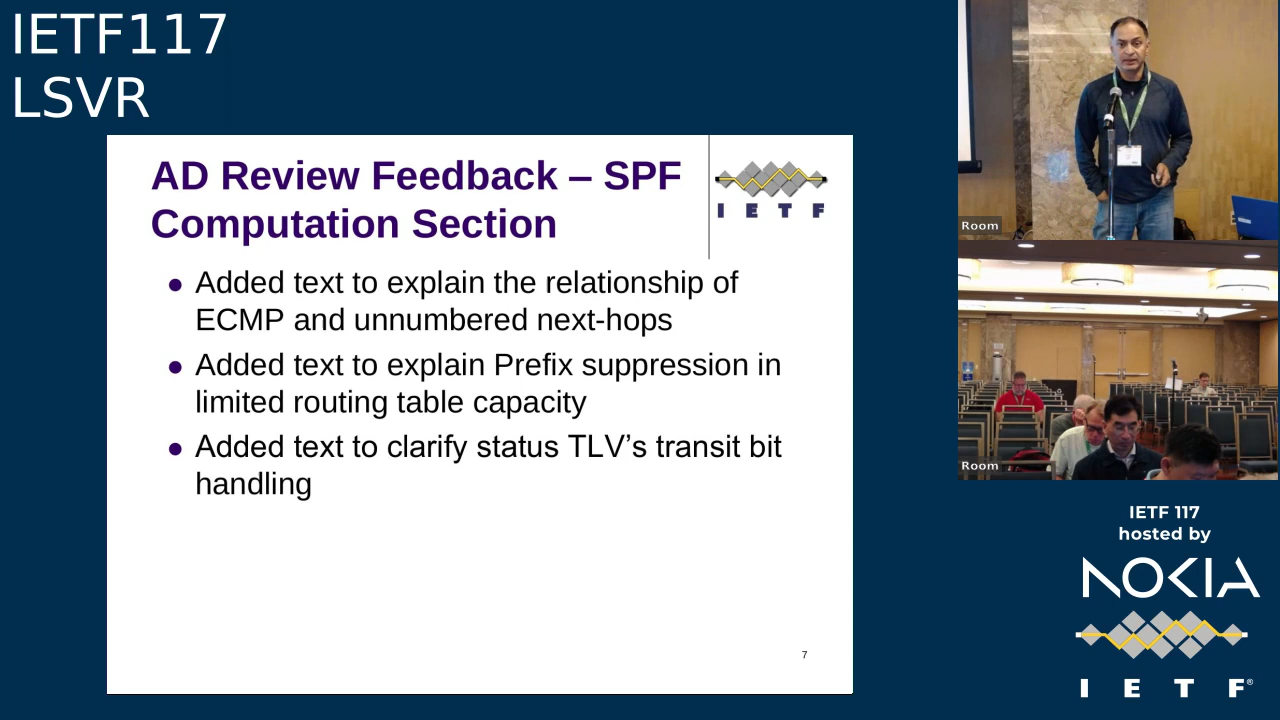 IETF117
LSVR
AD Review Feedback – SPF
Computation Section
I E T F
● Added text to explain the relationship of
ECMP and unnumbered next-hops
● Added text to explain Prefix suppression in
limited routing table capacity
● Added text to clarify status TLV’s transit bit
handling
7
Room
Room
IETF 117
hosted by
NOKIA
I E T F®